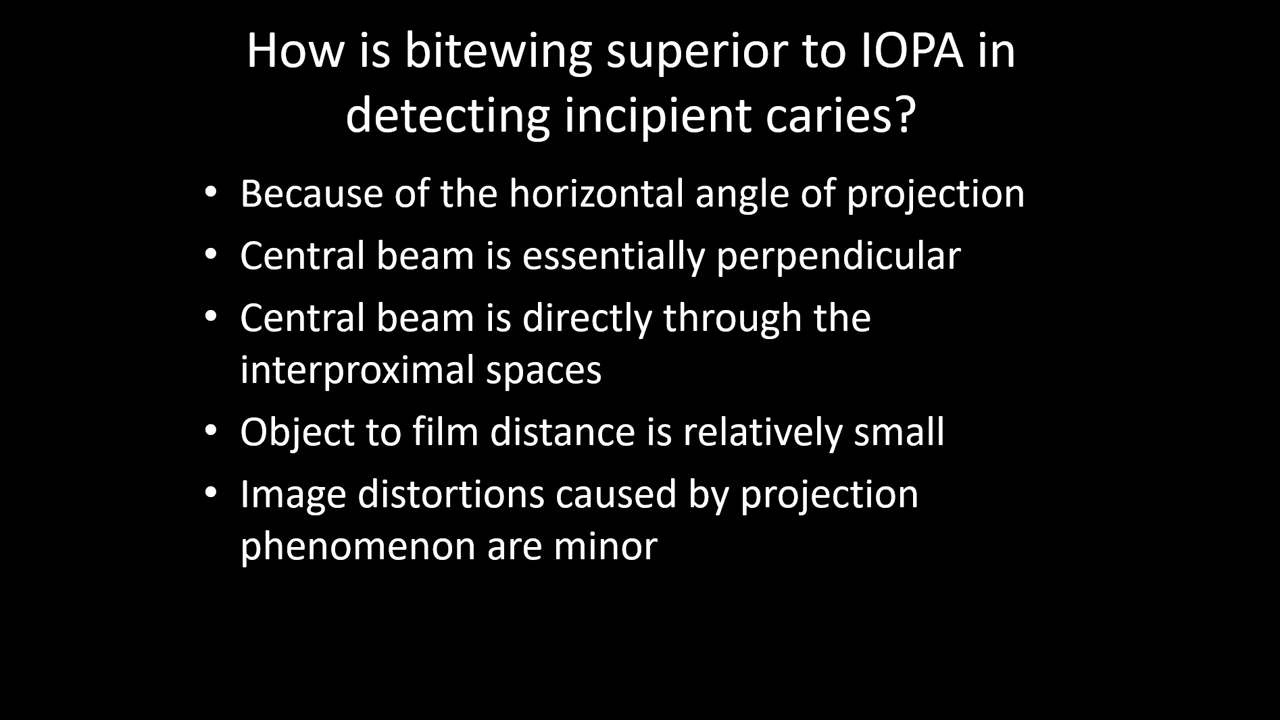 How is bitewing superior to IOPA in
detecting incipient caries?
• Because of the horizontal angle of projection
• Central beam is essentially perpendicular
• Central beam is directly through the
interproximal spaces
• Object to film distance is relatively small
• Image distortions caused by projection
phenomenon are minor